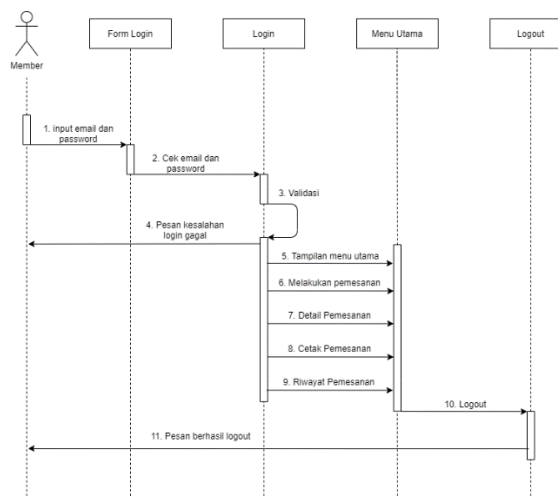 Form Login
Login
Menu Utama
Logout
Member
1. input email dan
password
2. Cek email dan
password
3. Validasi
4. Pesan kesalahan
login gagal
5. Tampilan menu utama
6. Melakukan pemesanan
7. Detail Pemesanan
8. Cetak Pemesanan
9. Riwayat Pemesanan
10. Logout
11. Pesan berhasil logout